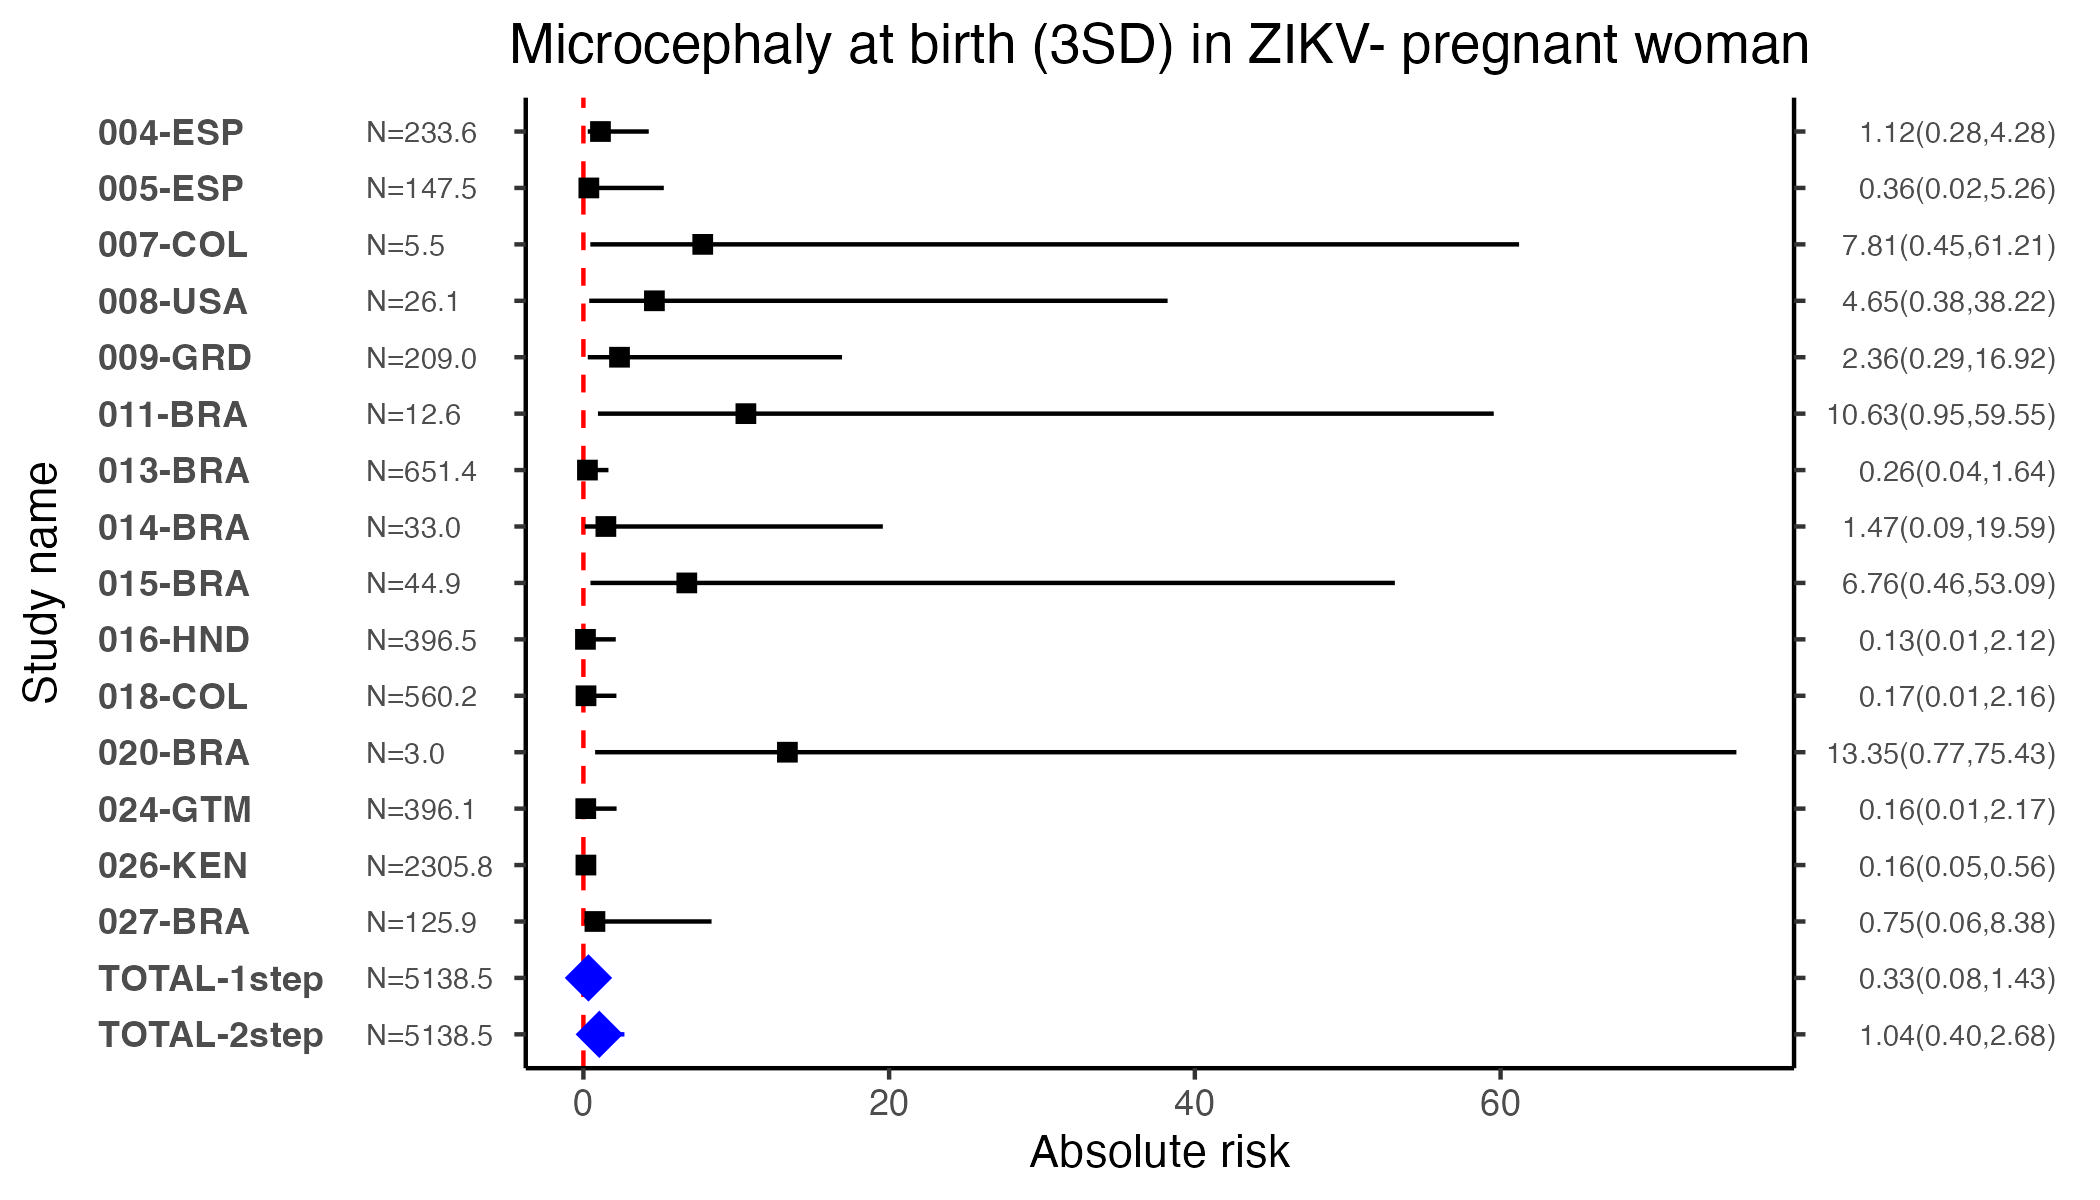 Microcephaly at birth (3SD) in ZIKV- pregnant woman
Study name
004-ESP N=233.6 1.12(0.28,4.28)
005-ESP N=147.5 0.36(0.02,5.26)
007-COL N=5.5 7.81(0.45,61.21)
008-USA N=26.1 4.65(0.38,38.22)
009-GRD N=209.0 2.36(0.29,16.92)
011-BRA N=12.6 10.63(0.95,59.55)
013-BRA N=651.4 0.26(0.04,1.64)
014-BRA N=33.0 1.47(0.09,19.59)
015-BRA N=44.9 6.76(0.46,53.09)
016-HND N=396.5 0.13(0.01,2.12)
018-COL N=560.2 0.17(0.01,2.16)
020-BRA N=3.0 13.35(0.77,75.43)
024-GTM N=396.1 0.16(0.01,2.17)
026-KEN N=2305.8 0.16(0.05,0.56)
027-BRA N=125.9 0.75(0.06,8.38)
TOTAL-1step N=5138.5 0.33(0.08,1.43)
TOTAL-2step N=5138.5 1.04(0.40,2.68)
0 20 40 60
Absolute risk